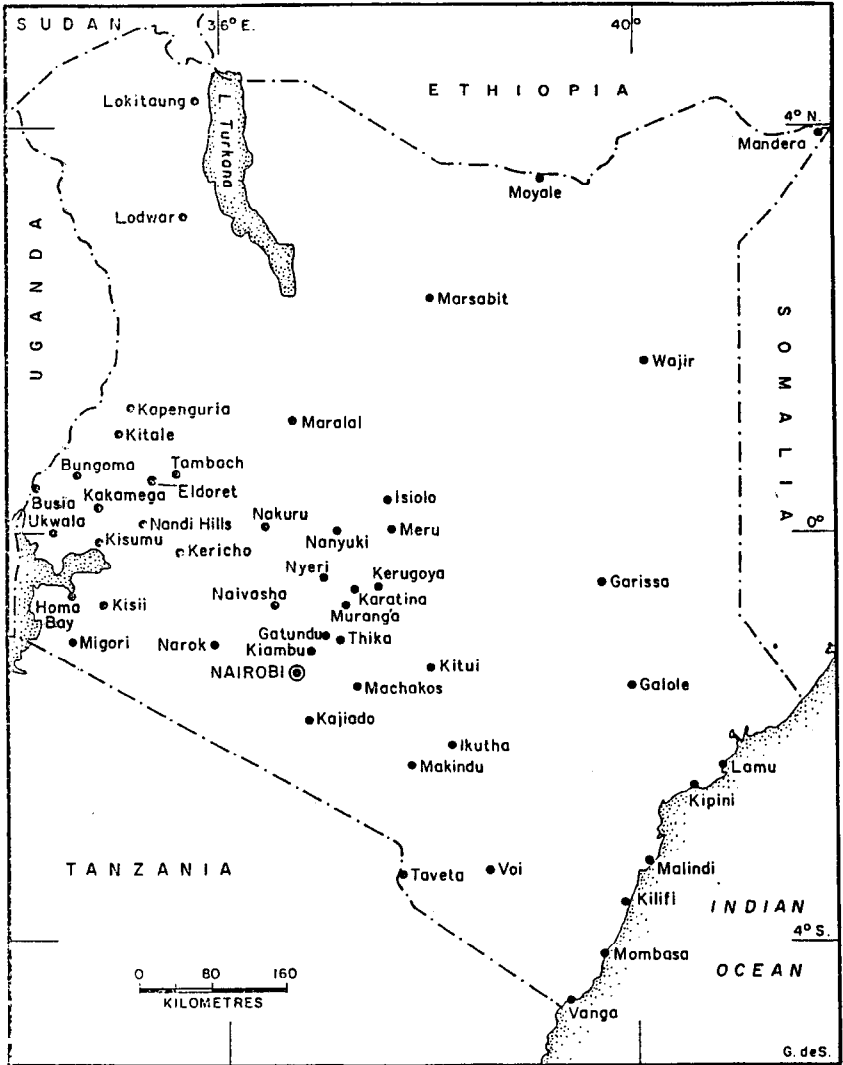 SUDAN
36° E.
40°
ETHIOPIA
Lokitaung
L. Turkana
4° N.
Mandera
Moyale
Lodwar
UGANDA
Marsabit
SOMALIA
Wajir
Kapenguria
Maralal
Kitale
Bungoma
Tambach
Eldoret
Busia
Kakamega
Isiolo
Ukwala
Nandi Hills
Nakuru
Meru
0°
Kisumu
Kericho
Nanyuki
Nyeri
Kerugoya
Garissa
Homa
Bay
Kisii
Naivasha
Karatina
Murang'a
Migori
Narok
Gatundu
Thika
Kiambu
NAIROBI
Kitui
Machakos
Galole
Kajiado
Ikutha
Makindu
Lamu
Kipini
TANZANIA
Taveta
Voi
Malindi
Kilifi
INDIAN
OCEAN
4° S.
Mombasa
0 80 160
KILOMETRES
Vanga
G. deS.